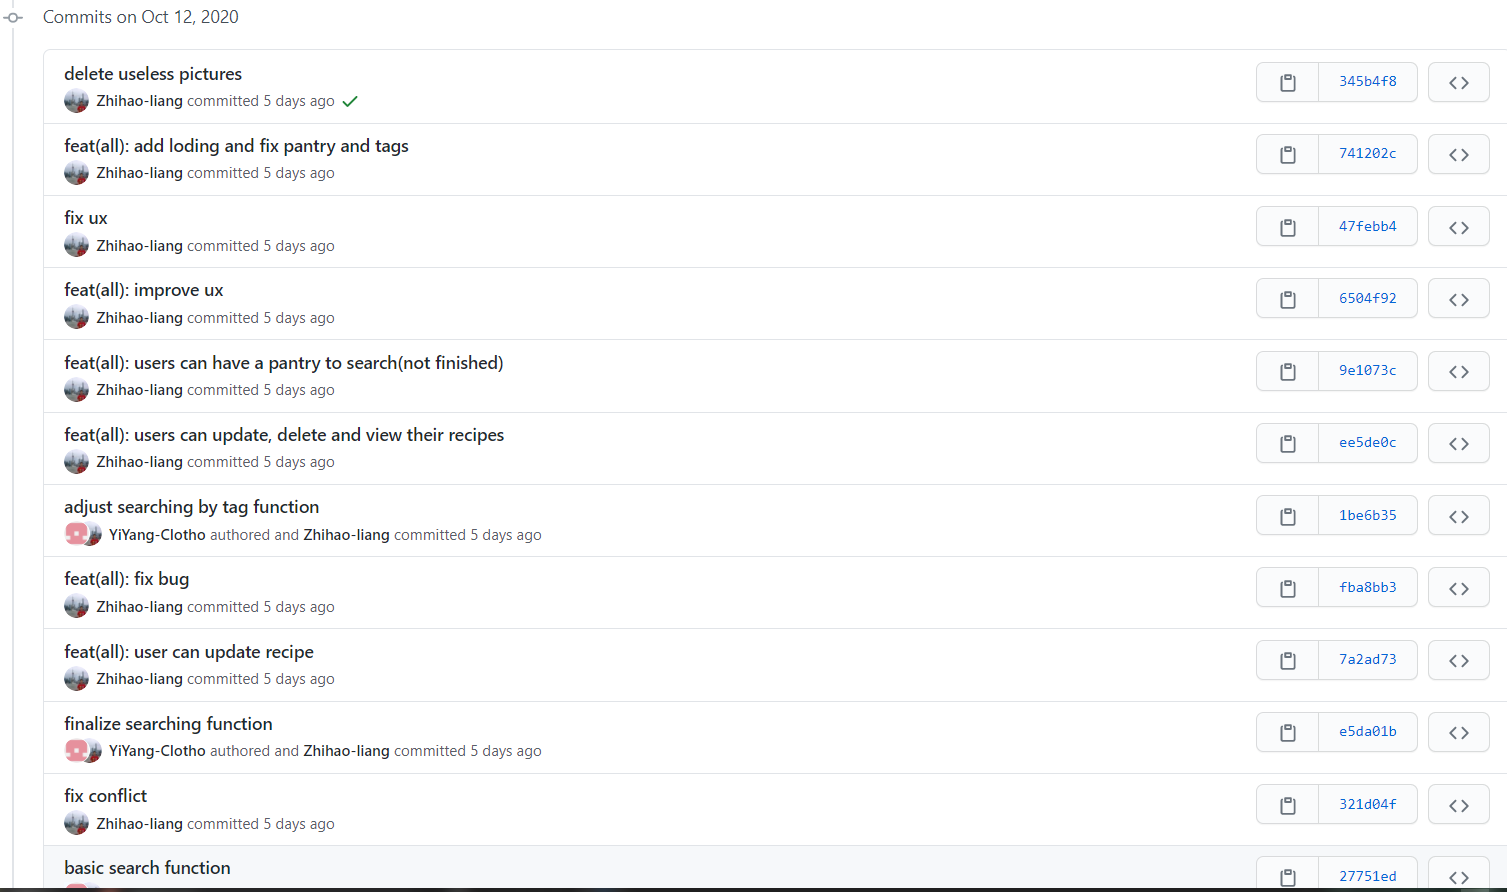 Commits on Oct 12, 2020
delete useless pictures
345b4f8
Zhihao-liang committed 5 days ago
feat(all): add loding and fix pantry and tags
741202c
Zhihao-liang committed 5 days ago
fix ux
47febb4
Zhihao-liang committed 5 days ago
feat(all): improve ux
6504f92
Zhihao-liang committed 5 days ago
feat(all): users can have a pantry to search(not finished)
9e1073c
Zhihao-liang committed 5 days ago
feat(all): users can update, delete and view their recipes
ee5de0c
Zhihao-liang committed 5 days ago
adjust searching by tag function
1be6b35
YiYang-Clotho authored and Zhihao-liang committed 5 days ago
feat(all): fix bug
fba8bb3
Zhihao-liang committed 5 days ago
feat(all): user can update recipe
7a2ad73
Zhihao-liang committed 5 days ago
finalize searching function
e5da01b
YiYang-Clotho authored and Zhihao-liang committed 5 days ago
fix conflict
321d04f
Zhihao-liang committed 5 days ago
basic search function
27751ed